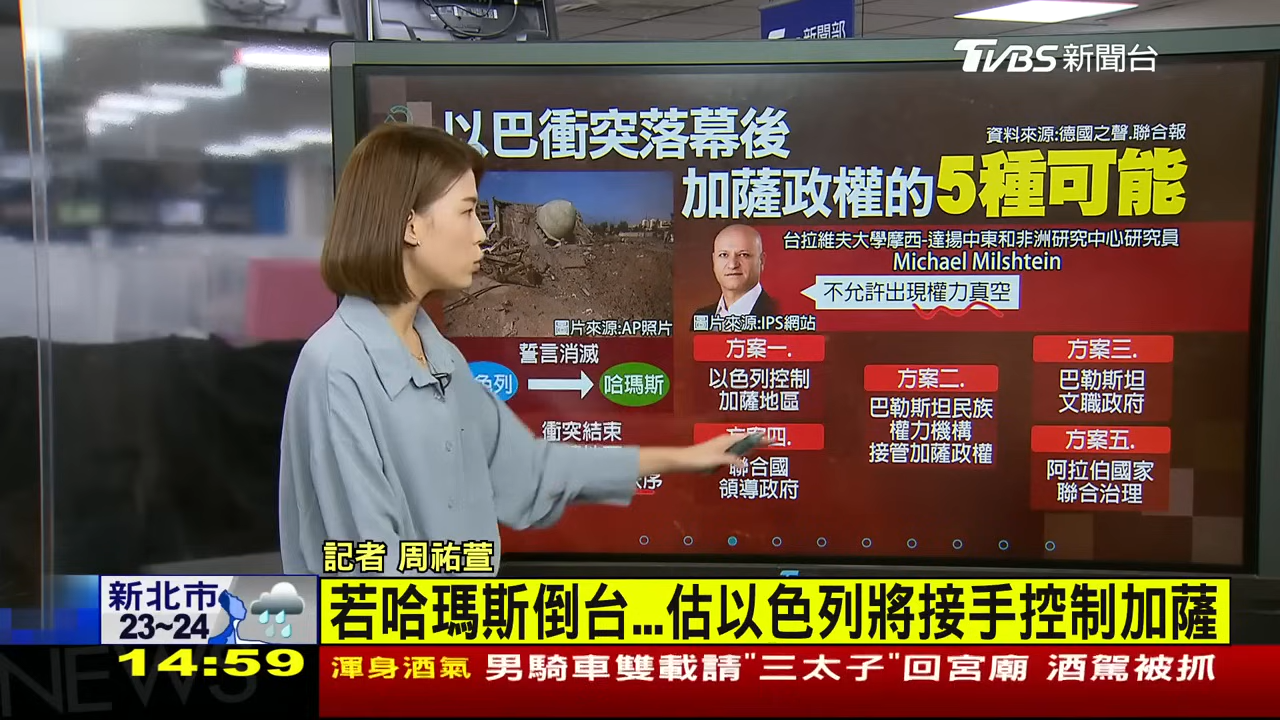 新聞部
TVBS新聞台
以巴衝突落幕後
資料來源:德國之聲.聯合報
加薩政權的5種可能
台拉維夫大學摩西-達揚中東和非洲研究中心研究員
Michael Milshtein
不允許出現權力真空
圖片來源:AP照片
圖片來源:IPS網站
誓言消滅
色列
哈瑪斯
衝突結束
序
方案一.
以色列控制
加薩地區
方案二.
巴勒斯坦民族
權力機構
接管加薩政權
方案三.
巴勒斯坦
文職政府
方案四.
聯合國
領導政府
方案五.
阿拉伯國家
聯合治理
記者 周祐萱
新北市
23~24
若哈瑪斯倒台...估以色列將接手控制加薩
14:59
渾身酒氣 男騎車雙載請"三太子"回宮廟 酒駕被抓
NEWS